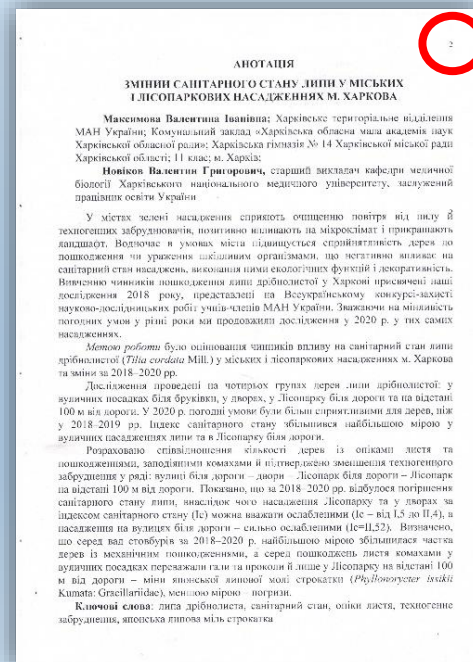 2
АНОТАЦІЯ
ЗМІНИИ САНІТАРНОГО СТАНУ ЛИПИ У МІСЬКИХ
І ЛІСОПАРКОВИХ НАСАДЖЕННЯХ М. ХАРКОВА
Максимова Валентина Іванівна; Харківське територіальне відділення
МАН України; Комунальний заклад «Харківська обласна мала академія наук
Харківської обласної ради»; Харківська гімназія № 14 Харківської міської ради
Харківської області; 11 клас; м. Харків;
Новіков Валентин Григорович, старший викладач кафедри медичної
біології Харківського національного медичного університету, заслужений
працівник освіти України
У містах зелені насадження сприяють очищенню повітря від пилу й
техногенних забруднювачів, позитивно впливають на мікроклімат і прикрашають
ландшафт. Водночас в умовах міста підвищується сприйнятливість дерев до
пошкодження чи ураження шкідливим організмами, що негативно впливає на
санітарний стан насаджень, виконання ними екологічних функцій і декоративність.
Вивченню чинників пошкодження липи дрібнолистої у Харкові присвячені наші
дослідження 2018 року, представлені на Всеукраїнському конкурсі-захисті
науково-дослідницьких робіт учнів-членів МАН України. Зважаючи на мінливість
погодних умов у різні роки ми продовжили дослідження у 2020 р. у тих самих
насадженнях.
Метою роботи було оцінювання чинників впливу на санітарний стан липи
дрібнолистої (Tilia cordata Mill.) у міських і лісопаркових насадженнях м. Харкова
та зміни за 2018–2020 рр.
Дослідження проведені на чотирьох групах дерев липи дрібнолистої: у
вуличних посадках біля бруківки, у дворах, у Лісопарку біля дороги та на відстані
100 м від дороги. У 2020 р. погодні умови були більш сприятливими для дерев, ніж
у 2018–2019 рр. Індекс санітарного стану збільшився найбільшою мірою у
вуличних насадженнях липи та в Лісопарку біля дороги.
Розраховано співвідношення кількості дерев із опіками листя та
пошкодженнями, заподіяними комахами й підтверджено зменшення техногенного
забруднення у ряді: вулиці біля дороги – двори – Лісопарк біля дороги – Лісопарк
на відстані 100 м від дороги. Показано, що за 2018–2020 рр. відбулося погіршення
санітарного стану липи, внаслідок чого насадження Лісопарку та у дворах за
індексом санітарного стану (Іс) можна вважати ослабленими (Іс – від І,5 до ІІ,4), а
насадження на вулицях біля дороги – сильно ослабленими (Іс=ІІ,52). Визначено,
що серед вад стовбурів за 2018–2020 р. найбільшою мірою збільшилася частка
дерев із механічним пошкодженнями, а серед пошкоджень листя комахами у
вуличних посадках переважали гали та проколи й лише у Лісопарку на відстані 100
м від дороги – міни японської липової молі строкатки (Phyllonorycter issikii
Kumata: Gracillariidae), меншою мірою – погризи.
Ключові слова: липа дрібнолиста, санітарний стан, опіки листя, техногенне
забруднення, японська липова міль строкатка